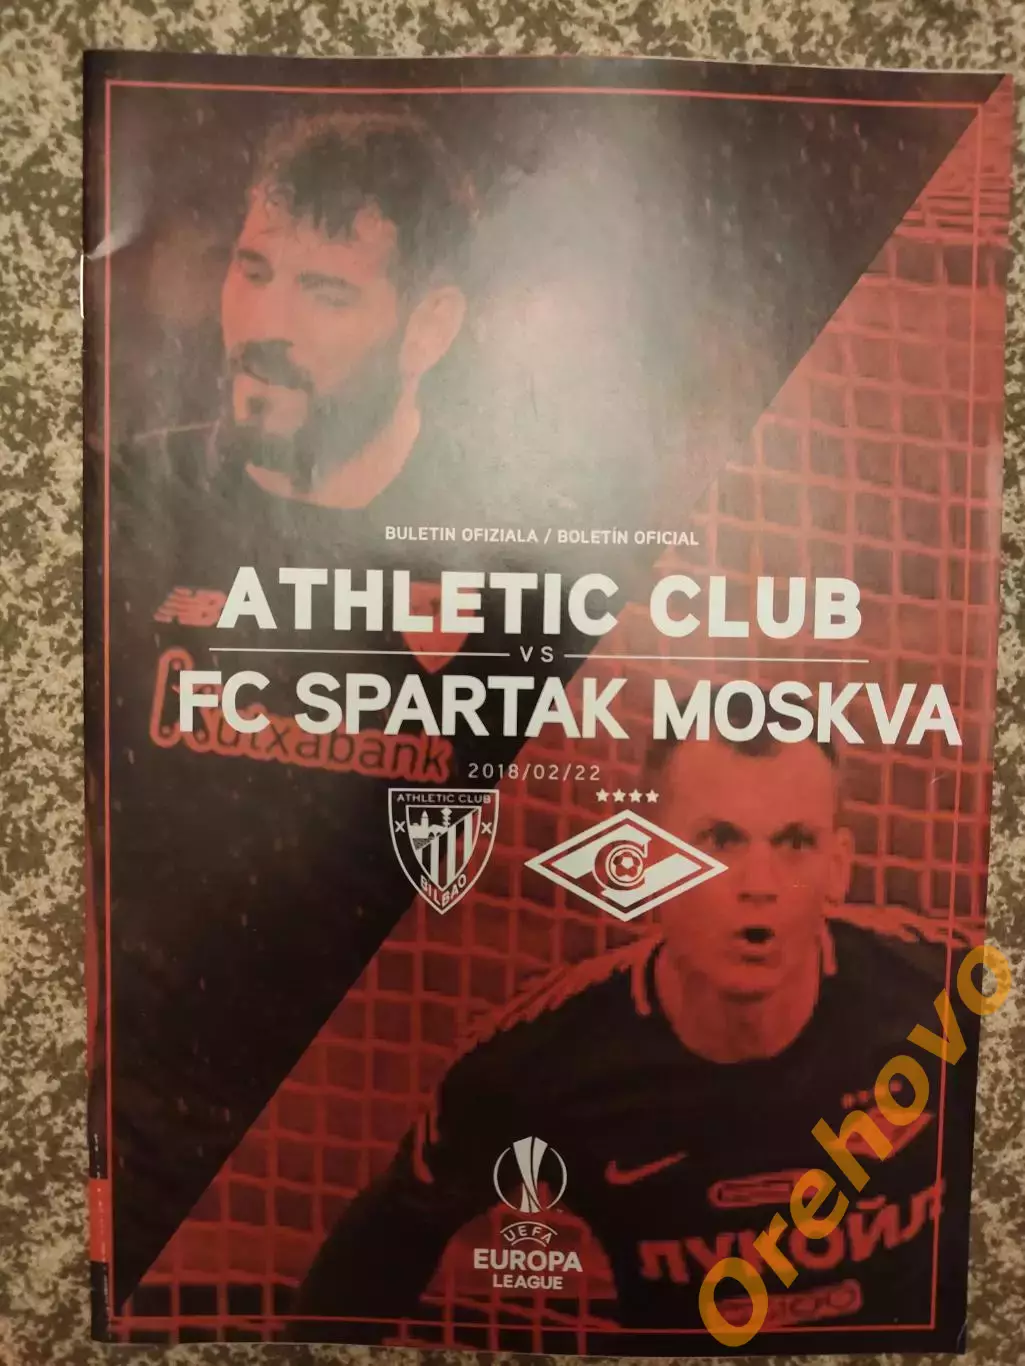 BULETIN OFIZIALA / BOLETÍN OFICIAL
ATHLETIC CLUB
VS
FC SPARTAK MOSKVA
kutxabank
2018/02/22
ATHLETIC CLUB
BILBAO
ЛУКОЙЛ
UEFA
EUROPA
LEAGUE
Orehovo